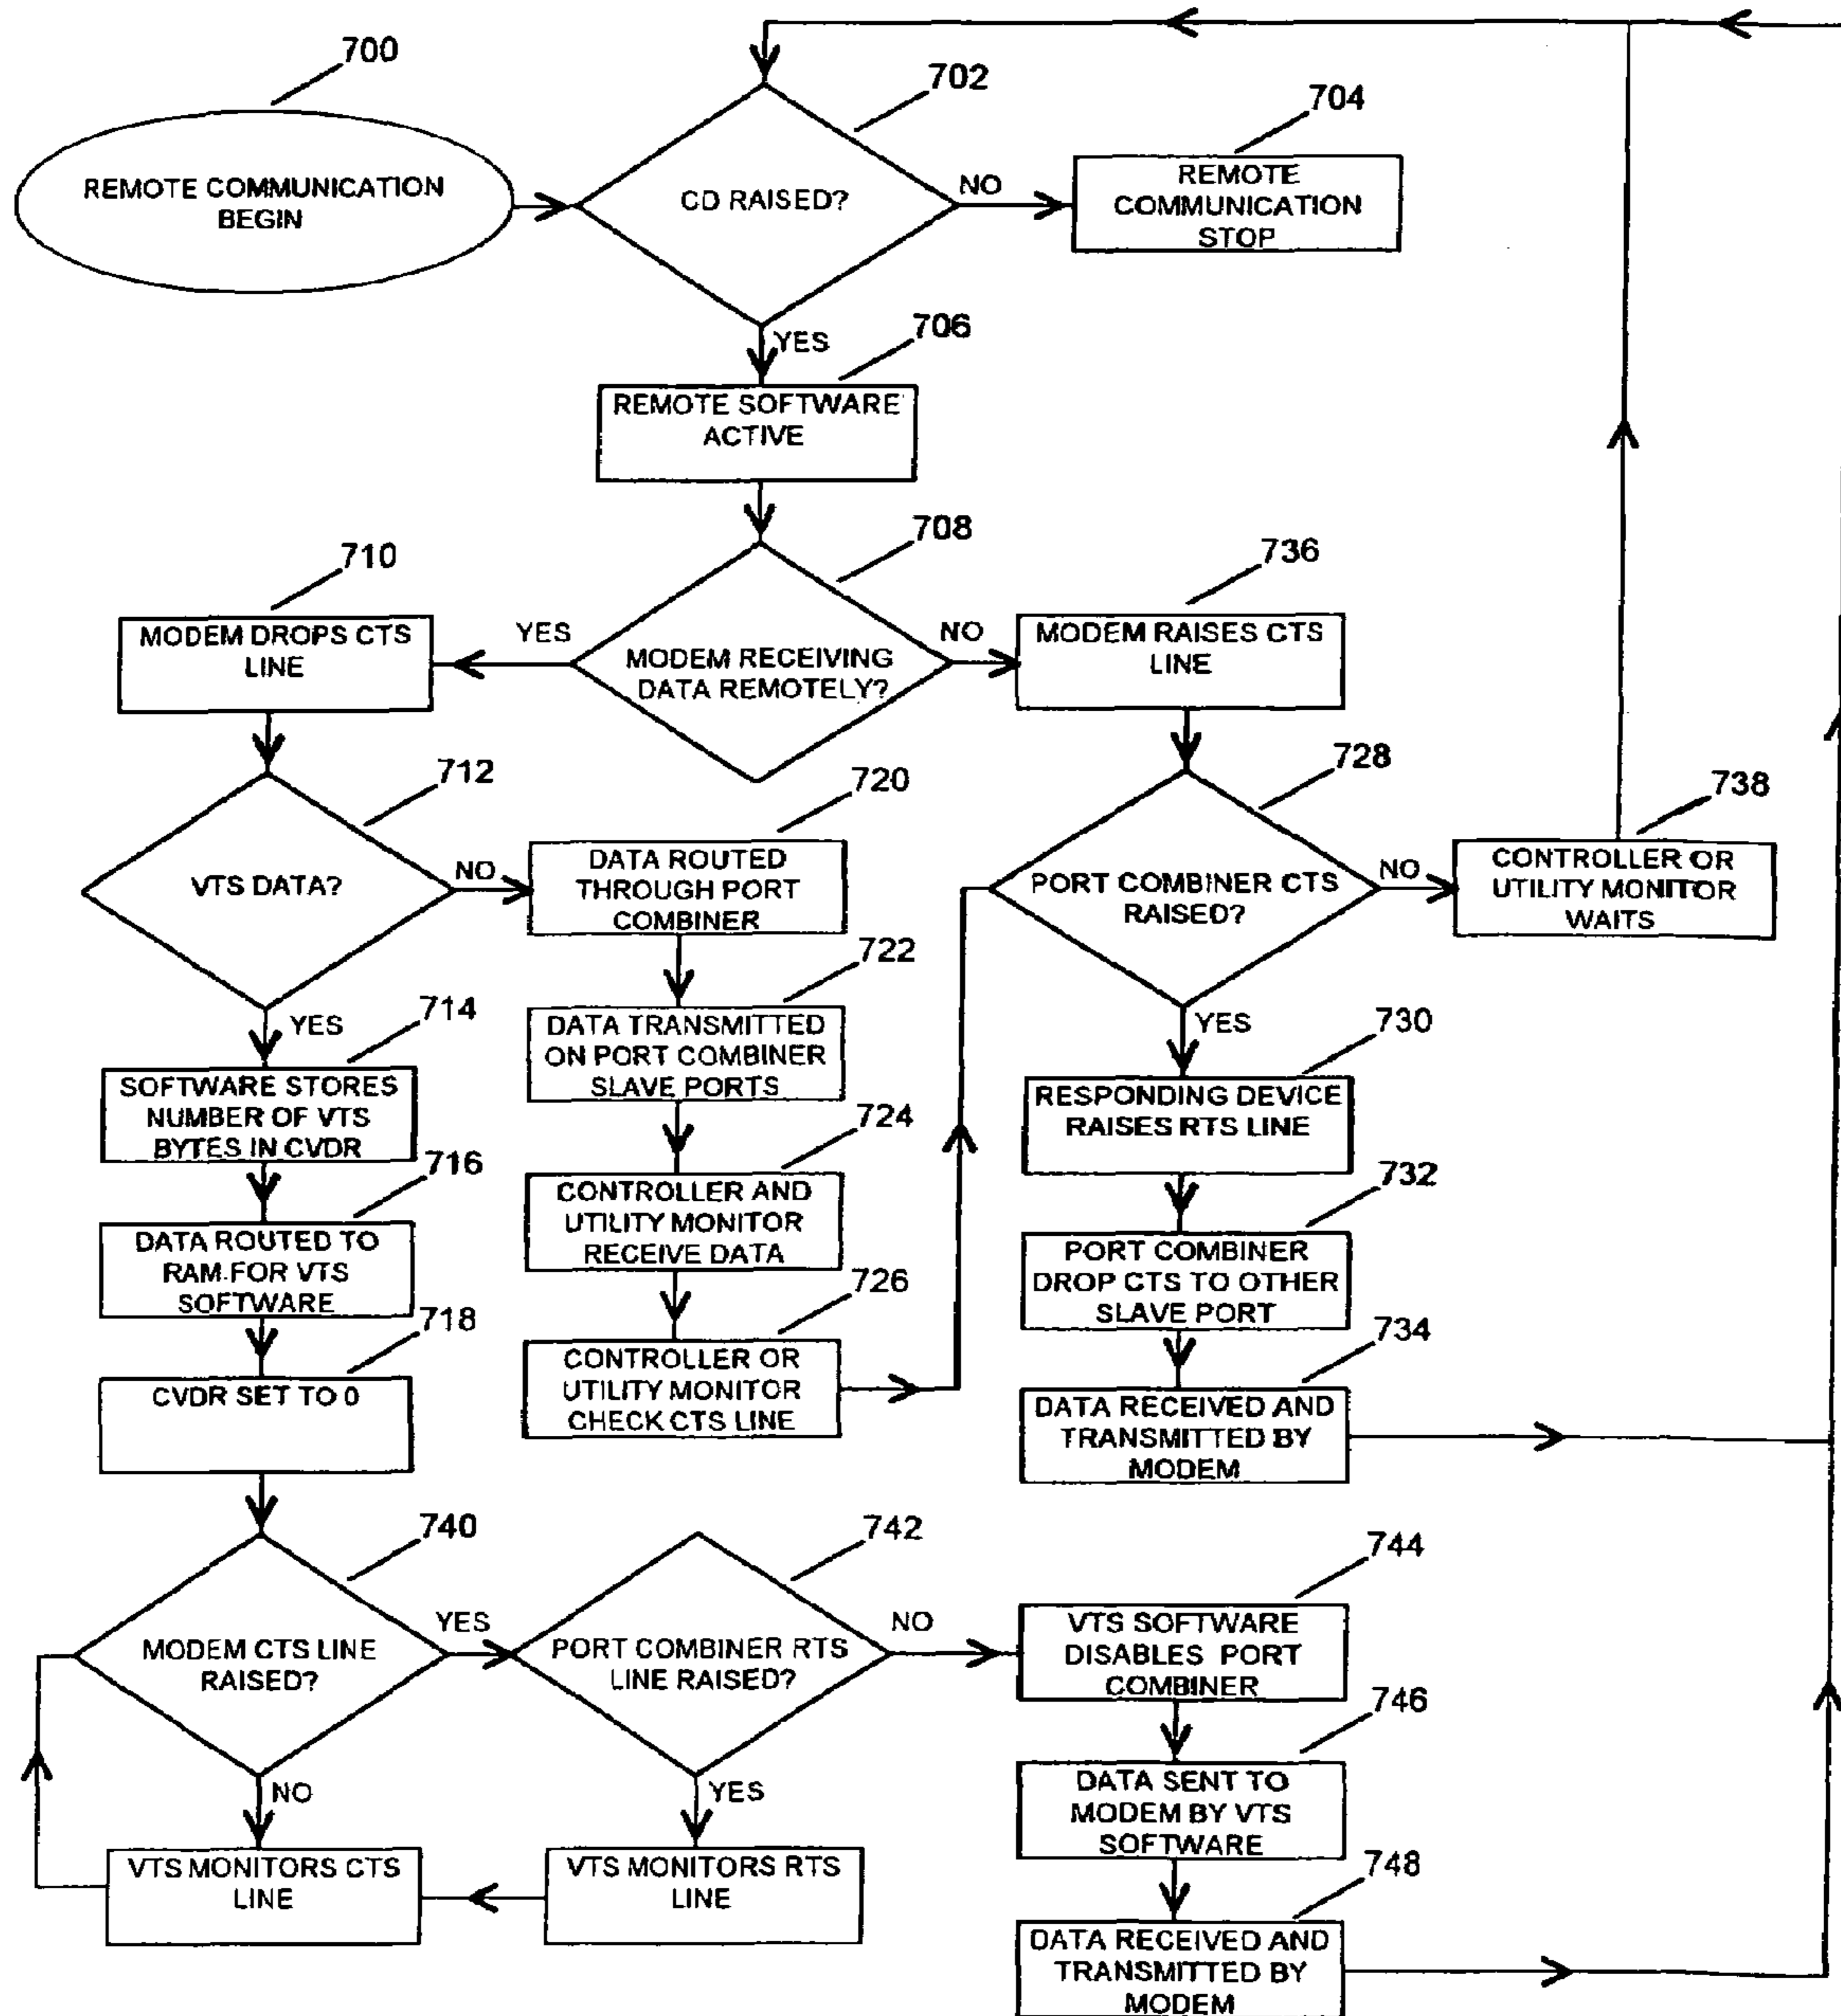 700
702
704
REMOTE COMMUNICATION
BEGIN
CD RAISED?
NO
REMOTE
COMMUNICATION
STOP
YES
706
REMOTE SOFTWARE
ACTIVE
708
710
736
MODEM DROPS CTS
LINE
YES
MODEM RECEIVING
DATA REMOTELY?
NO
MODEM RAISES CTS
LINE
712
720
728
738
VTS DATA?
NO
DATA ROUTED
THROUGH PORT
COMBINER
PORT COMBINER CTS
RAISED?
NO
CONTROLLER OR
UTILITY MONITOR
WAITS
722
YES
714
DATA TRANSMITTED
ON PORT COMBINER
SLAVE PORTS
YES
730
SOFTWARE STORES
NUMBER OF VTS
BYTES IN CVDR
RESPONDING DEVICE
RAISES RTS LINE
716
724
732
DATA ROUTED TO
RAM FOR VTS
SOFTWARE
CONTROLLER AND
UTILITY MONITOR
RECEIVE DATA
PORT COMBINER
DROP CTS TO OTHER
SLAVE PORT
718
726
734
CVDR SET TO 0
CONTROLLER OR
UTILITY MONITOR
CHECK CTS LINE
DATA RECEIVED AND
TRANSMITTED BY
MODEM
740
742
744
MODEM CTS LINE
RAISED?
YES
PORT COMBINER RTS
LINE RAISED?
NO
VTS SOFTWARE
DISABLES PORT
COMBINER
746
NO
YES
DATA SENT TO
MODEM BY VTS
SOFTWARE
VTS MONITORS CTS
LINE
VTS MONITORS RTS
LINE
748
DATA RECEIVED AND
TRANSMITTED BY
MODEM